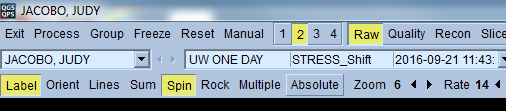 QGS QPS JACOBO, JUDY
Exit Process Group Freeze Reset Manual 1 2 3 4 Raw Quality Recon Slice
JACOBO, JUDY UW ONE DAY STRESS_Shift 2016-09-21 11:43:
Label Orient Lines Sum Spin Rock Multiple Absolute Zoom 6 Rate 14